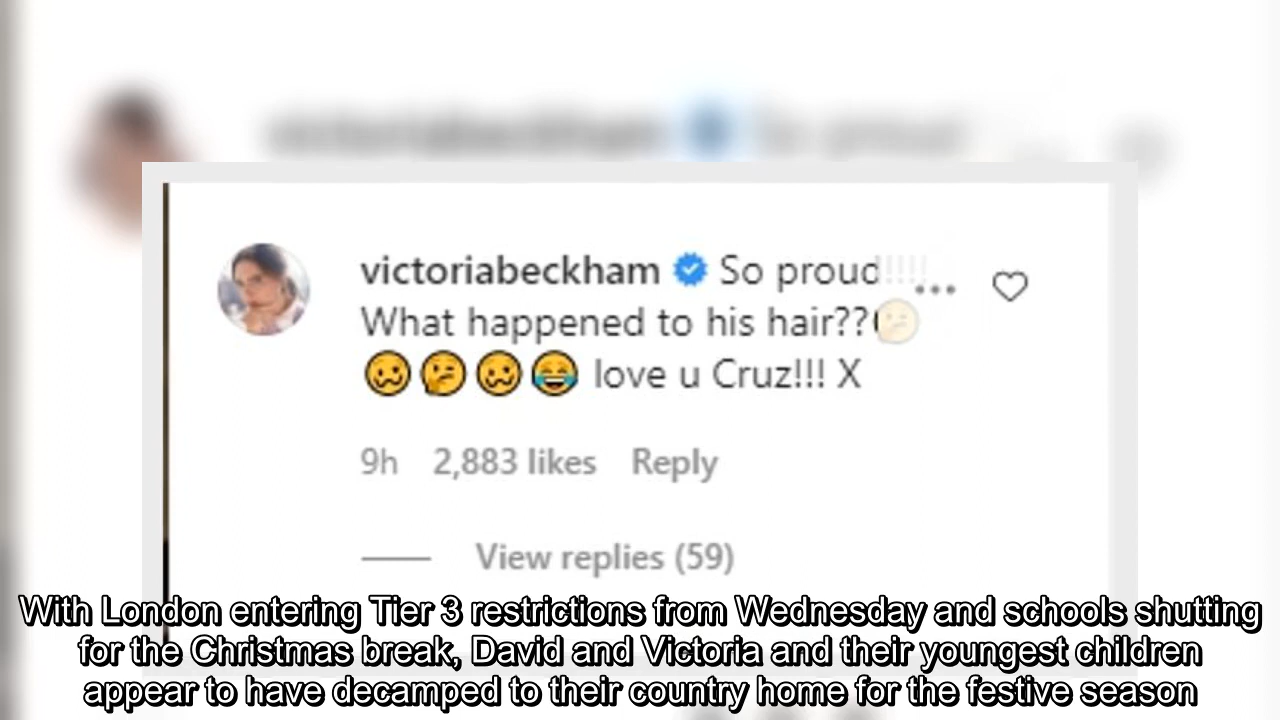 victoriabeckham So proud!!!!
What happened to his hair??🫤
🥴🤔🥴😂 love u Cruz!!! X
9h 2,883 likes Reply
View replies (59)
With London entering Tier 3 restrictions from Wednesday and schools shutting
for the Christmas break, David and Victoria and their youngest children
appear to have decamped to their country home for the festive season